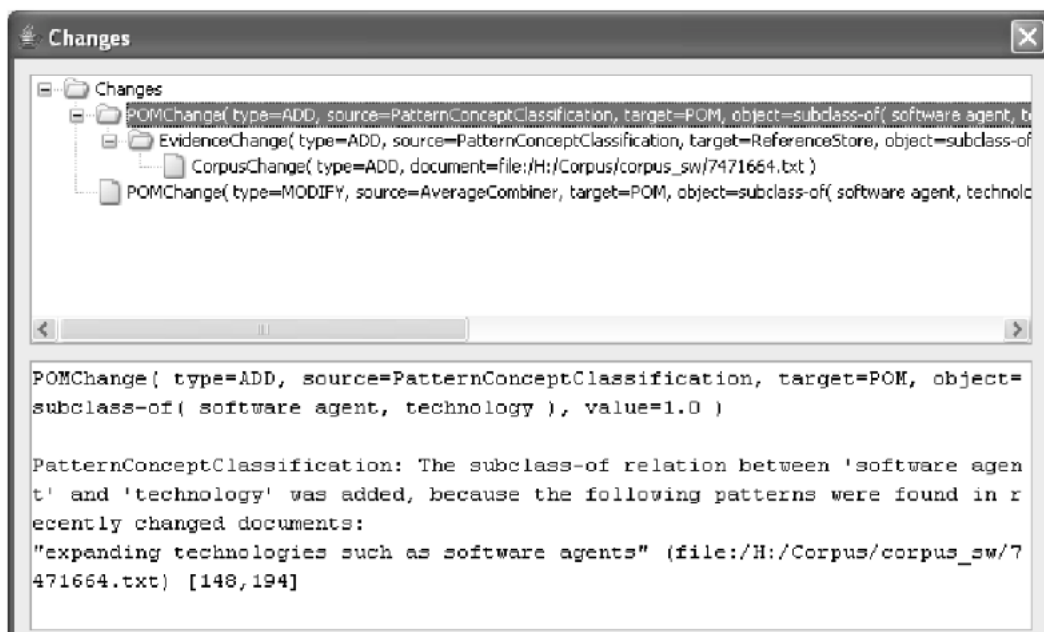 Changes
Changes
POMChange( type=ADD, source=PatternConceptClassification, target=POM, object=subclass-of( software agent, t
EvidenceChange( type=ADD, source=PatternConceptClassification, target=ReferenceStore, object=subclass-of
CorpusChange( type=ADD, document=file:/H:/Corpus/corpus_sw/7471664.txt )
POMChange( type=MODIFY, source=AverageCombiner, target=POM, object=subclass-of( software agent, technolo
POMChange( type=ADD, source=PatternConceptClassification, target=POM, object=
subclass-of( software agent, technology ), value=1.0 )
PatternConceptClassification: The subclass-of relation between 'software agen
t' and 'technology' was added, because the following patterns were found in r
ecently changed documents:
"expanding technologies such as software agents" (file:/H:/Corpus/corpus_sw/7
471664.txt) [148,194]